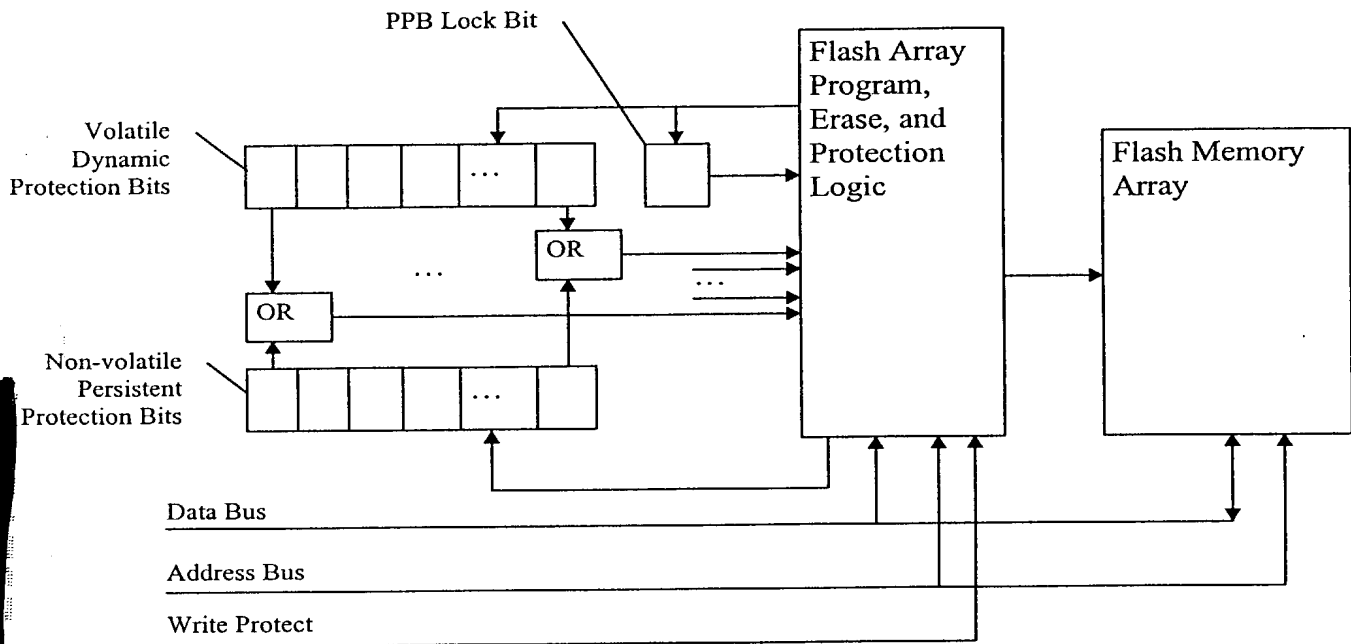 PPB Lock Bit
Flash Array
Program,
Erase, and
Protection
Logic
Flash Memory
Array
Volatile
Dynamic
Protection Bits
...
OR
...
...
OR
Non-volatile
Persistent
Protection Bits
...
Data Bus
Address Bus
Write Protect